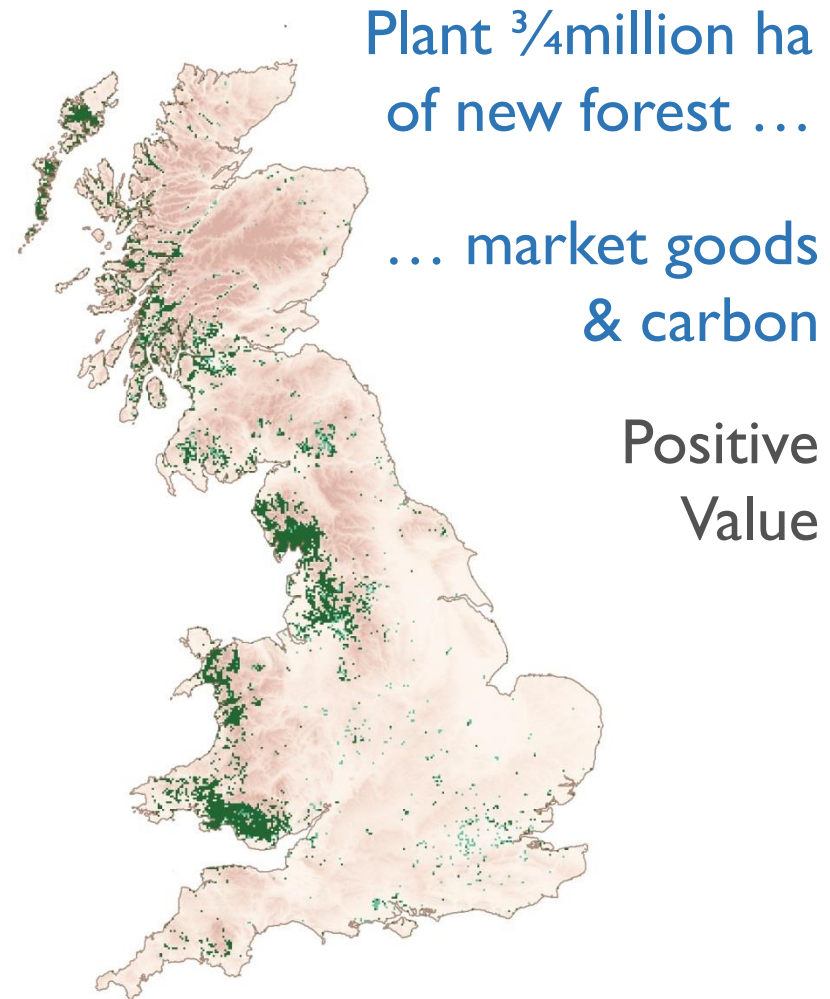 Plant ¾million ha
of new forest …
… market goods
& carbon
Positive
Value